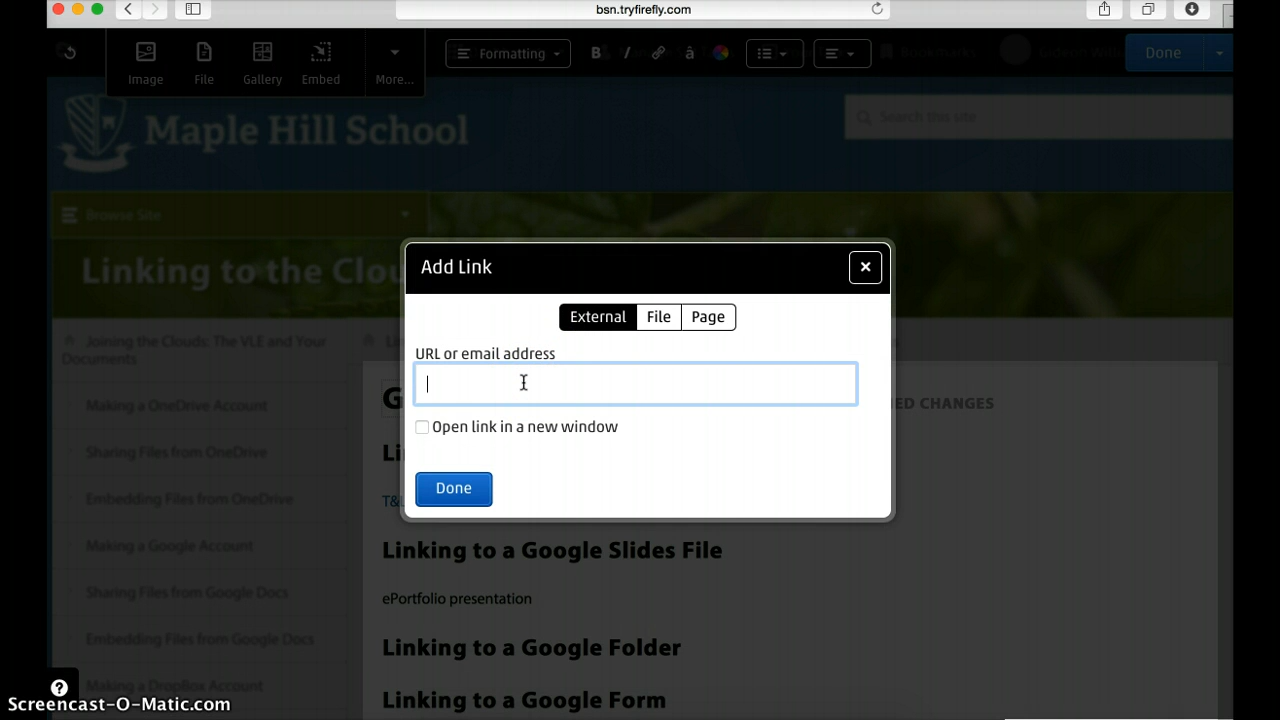 bsn.tryfirefly.com
Image
File
Gallery
Embed
More...
Formatting
B
I
á
Bookmarks
Done
Maple Hill School
Search this site
Browse Site
Linking to the Clou
Joining the Clouds: The VLE and Your
Documents
Making a OneDrive Account
Sharing Files from OneDrive
Embedding Files from OneDrive
Making a Google Account
Sharing Files from Google Docs
Embedding Files from Google Docs
Making a DropBox Account
Add Link
External
File
Page
URL or email address
Open link in a new window
Done
G
ED CHANGES
Li
T&L
Linking to a Google Slides File
ePortfolio presentation
Linking to a Google Folder
Linking to a Google Form
Screencast-O-Matic.com